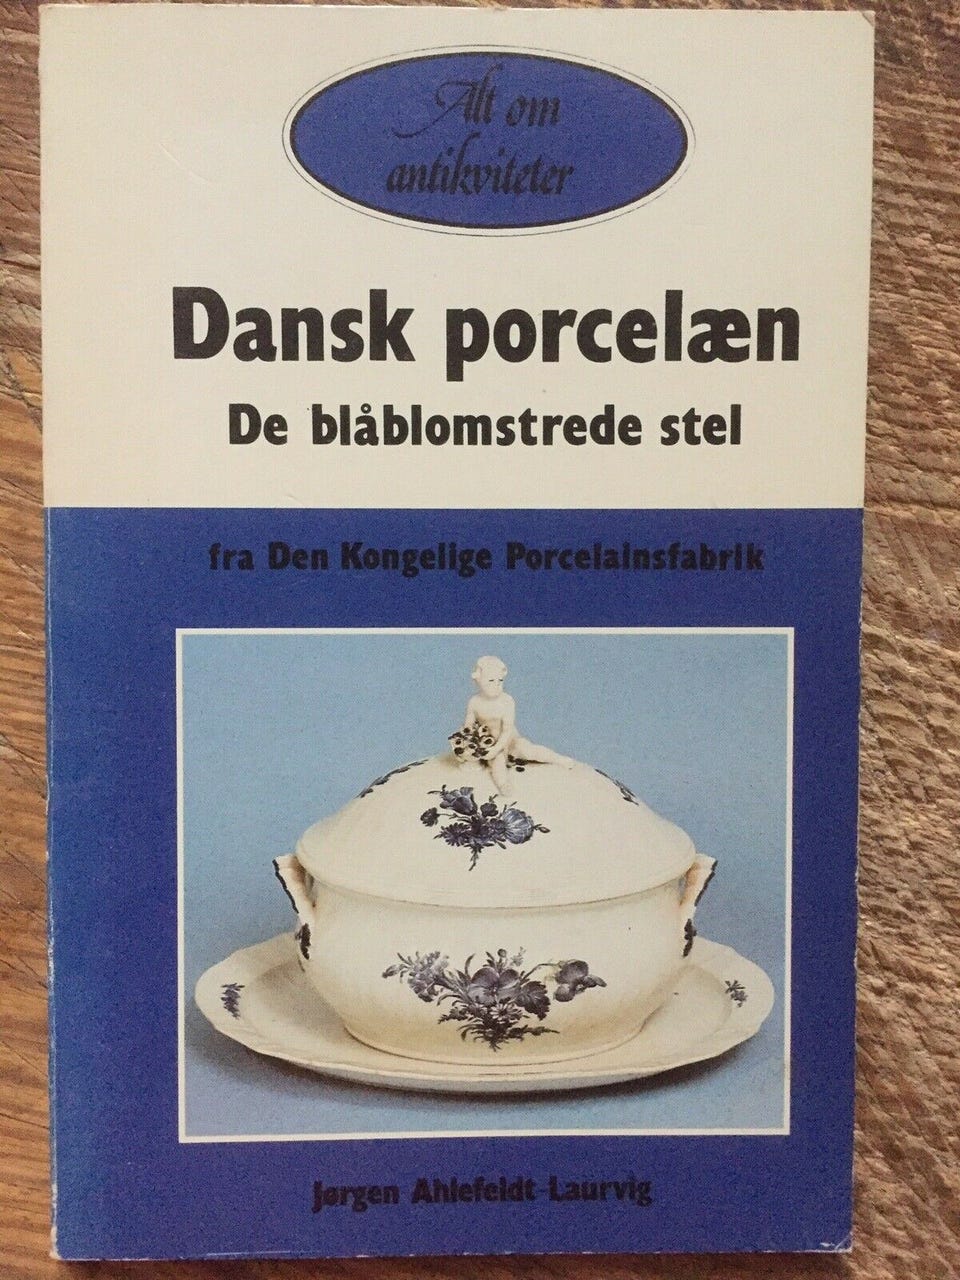 Alt om
antikviteter
Dansk porcelæn
De blåblomstrede stel
fra Den Kongelige Porcelainsfabrik
Jørgen Ahlefeldt-Laurvig